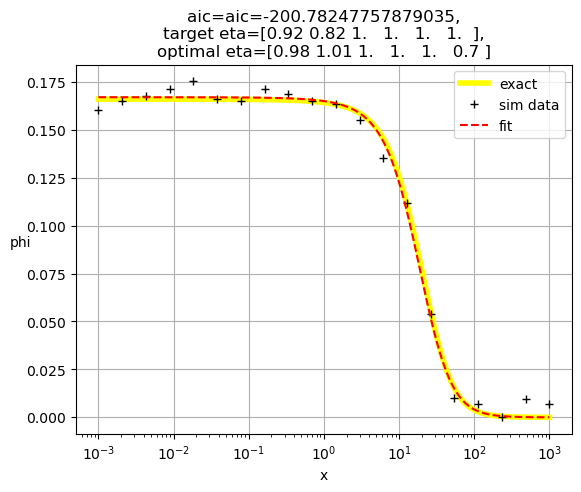 aic=aic=-200.78247757879035,
target eta=[0.92 0.82 1.   1.   1.   1.  ],
optimal eta=[0.98 1.01 1.   1.   1.   0.7 ]
exact
sim data
fit
phi
0.175
0.150
0.125
0.100
0.075
0.050
0.025
0.000
10⁻³
10⁻²
10⁻¹
10⁰
10¹
10²
10³
x